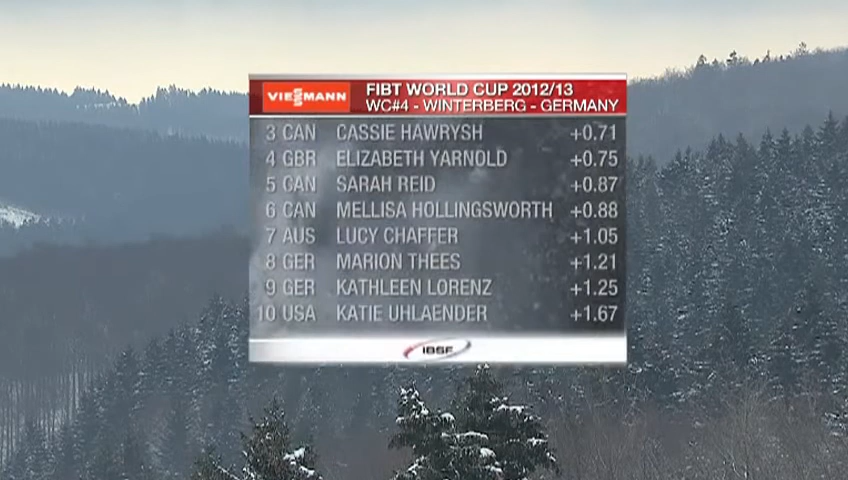 VIESMANN
FIBT WORLD CUP 2012/13
WC#4 - WINTERBERG - GERMANY
3 CAN CASSIE HAWRYSH +0.71
4 GBR ELIZABETH YARNOLD +0.75
5 CAN SARAH REID +0.87
6 CAN MELLISA HOLLINGSWORTH +0.88
7 AUS LUCY CHAFFER +1.05
8 GER MARION THEES +1.21
9 GER KATHLEEN LORENZ +1.25
10 USA KATIE UHLAENDER +1.67
IBSF